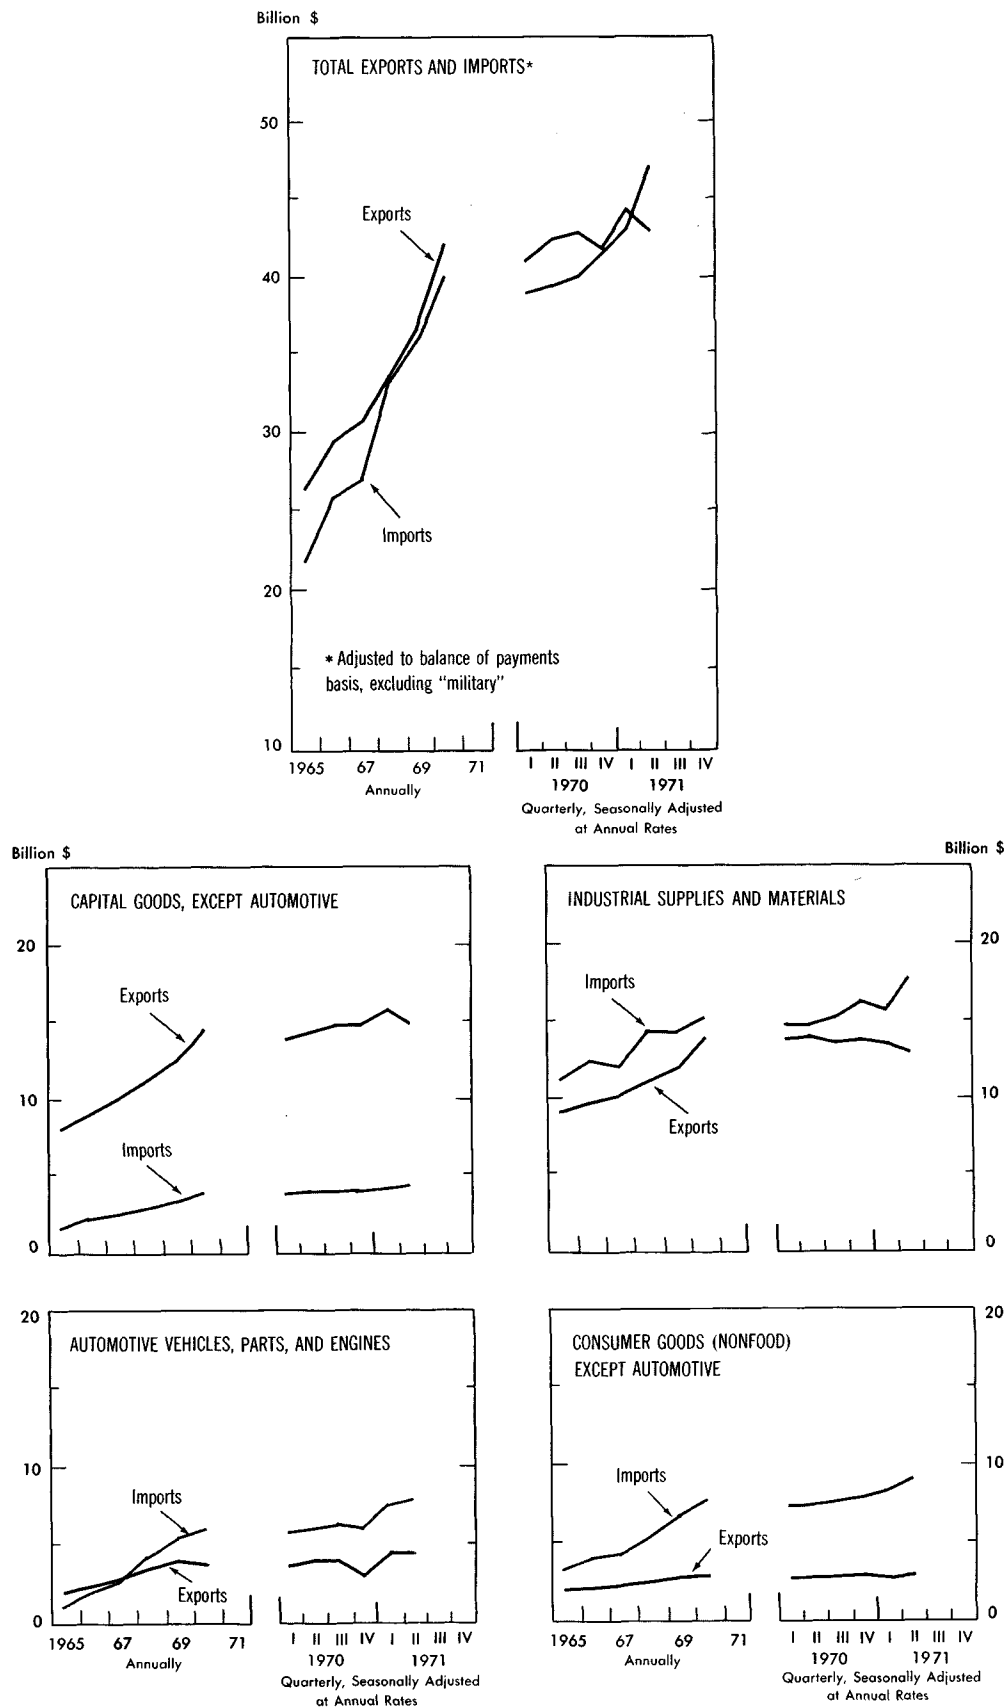 Billion $
TOTAL EXPORTS AND IMPORTS*
50
Exports
40
30
Imports
20
* Adjusted to balance of payments
basis, excluding "military"
10
1965 67 69 71
Annually
I II III IV I II III IV
1970 1971
Quarterly, Seasonally Adjusted
at Annual Rates
Billion $
CAPITAL GOODS, EXCEPT AUTOMOTIVE
20
Exports
10
Imports
0
Billion $
INDUSTRIAL SUPPLIES AND MATERIALS
20
Imports
10
Exports
0
20
AUTOMOTIVE VEHICLES, PARTS, AND ENGINES
10
Imports
Exports
0
1965 67 69 71
Annually
I II III IV I II III IV
1970 1971
Quarterly, Seasonally Adjusted
at Annual Rates
20
CONSUMER GOODS (NONFOOD)
EXCEPT AUTOMOTIVE
10
Imports
Exports
0
1965 67 69 71
Annually
I II III IV I II III IV
1970 1971
Quarterly, Seasonally Adjusted
at Annual Rates